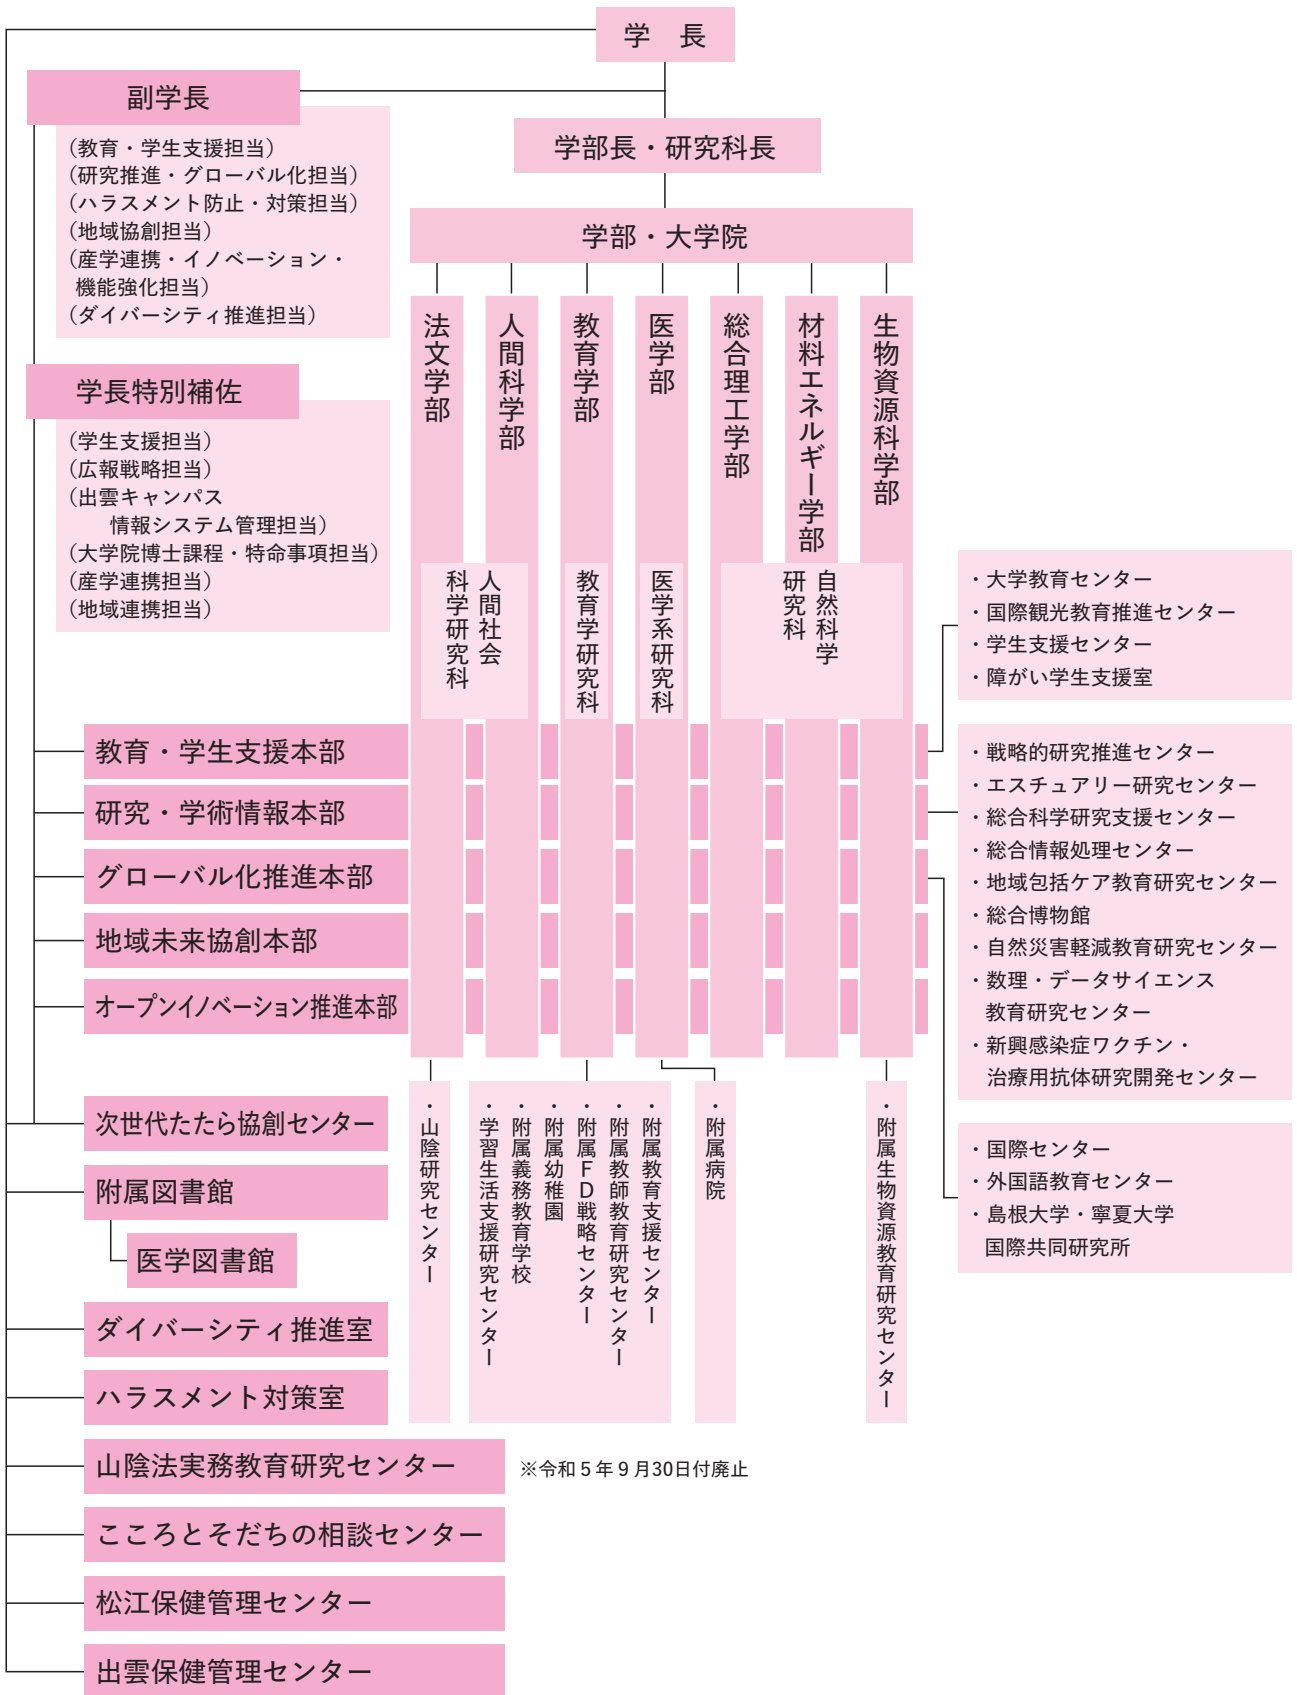 学　長
副学長
（教育・学生支援担当）
（研究推進・グローバル化担当）
（ハラスメント防止・対策担当）
（地域協創担当）
（産学連携・イノベーション・
機能強化担当）
（ダイバーシティ推進担当）
学長特別補佐
（学生支援担当）
（広報戦略担当）
（出雲キャンパス
情報システム管理担当）
（大学院博士課程・特命事項担当）
（産学連携担当）
（地域連携担当）
学部長・研究科長
学部・大学院
法文学部
人間科学部
教育学部
医学部
総合理工学部
材料エネルギー学部
生物資源科学部
人間社会
科学研究科
教育学研究科
医学系研究科
自然科学
研究科
教育・学生支援本部
研究・学術情報本部
グローバル化推進本部
地域未来協創本部
オープンイノベーション推進本部
・大学教育センター
・国際観光教育推進センター
・学生支援センター
・障がい学生支援室
・戦略的研究推進センター
・エスチュアリー研究センター
・総合科学研究支援センター
・総合情報処理センター
・地域包括ケア教育研究センター
・総合博物館
・自然災害軽減教育研究センター
・数理・データサイエンス
教育研究センター
・新興感染症ワクチン・
治療用抗体研究開発センター
・国際センター
・外国語教育センター
・島根大学・寧夏大学
国際共同研究所
・山陰研究センター
・附属教育支援センター
・附属教師教育研究センター
・附属FD戦略センター
・附属幼稚園
・附属義務教育学校
・学習生活支援研究センター
・附属病院
・附属生物資源教育研究センター
次世代たたら協創センター
附属図書館
医学図書館
ダイバーシティ推進室
ハラスメント対策室
山陰法実務教育研究センター
※令和5年9月30日付廃止
こころとそだちの相談センター
松江保健管理センター
出雲保健管理センター